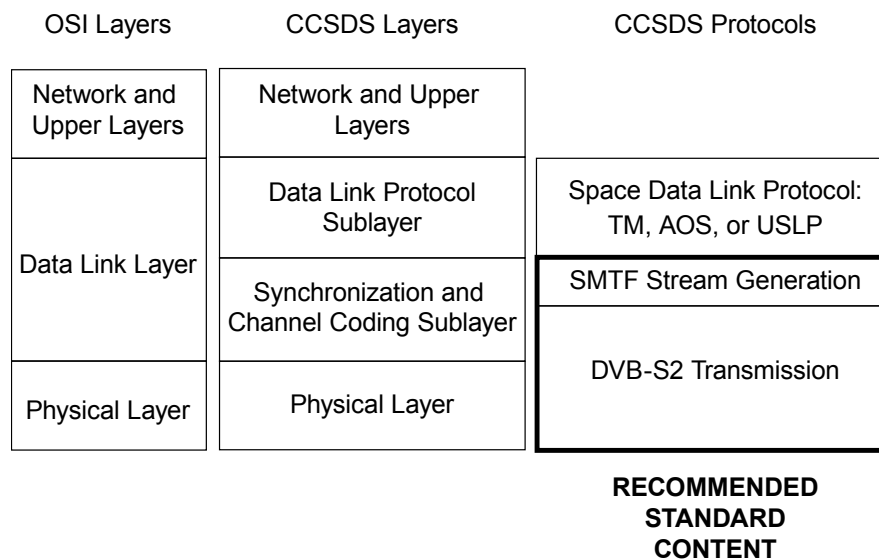 OSI Layers
CCSDS Layers
CCSDS Protocols
Network and
Upper Layers
Network and Upper
Layers
Data Link Layer
Data Link Protocol
Sublayer
Space Data Link Protocol:
TM, AOS, or USLP
Synchronization and
Channel Coding Sublayer
SMTF Stream Generation
DVB-S2 Transmission
Physical Layer
Physical Layer
RECOMMENDED
STANDARD
CONTENT